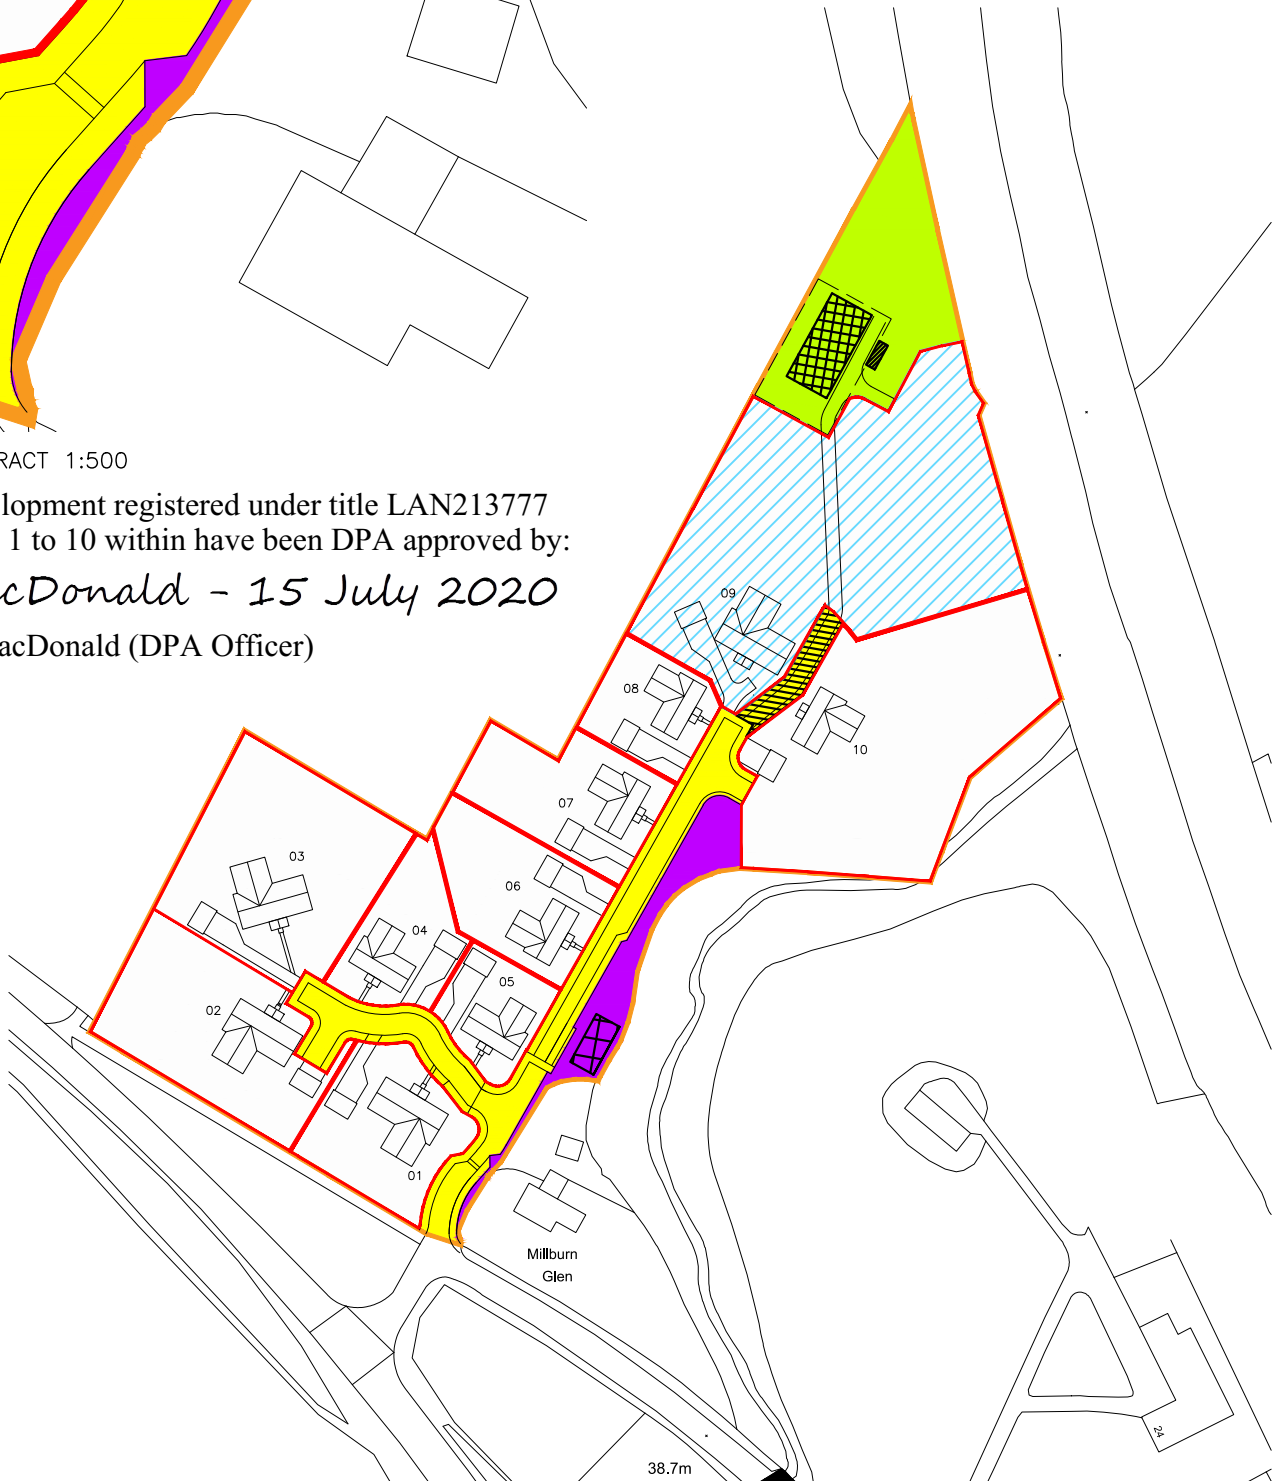 RACT 1:500
lopment registered under title LAN213777
1 to 10 within have been DPA approved by:
cDonald - 15 July 2020
acDonald (DPA Officer)
09
08
10
07
03
06
04
05
02
01
Millburn
Glen
24
38.7m